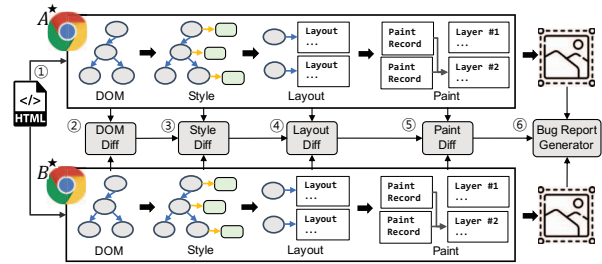 A★
①
</>
HTML
Layout
...
Layout
...
Paint
Record
Paint
Record
Layer #1
...
Layer #2
...
DOM
Style
Layout
Paint
②
DOM
Diff
③
Style
Diff
④
Layout
Diff
⑤
Paint
Diff
⑥
Bug Report
Generator
B★
Layout
...
Layout
...
Paint
Record
Paint
Record
Layer #1
...
Layer #2
...
DOM
Style
Layout
Paint